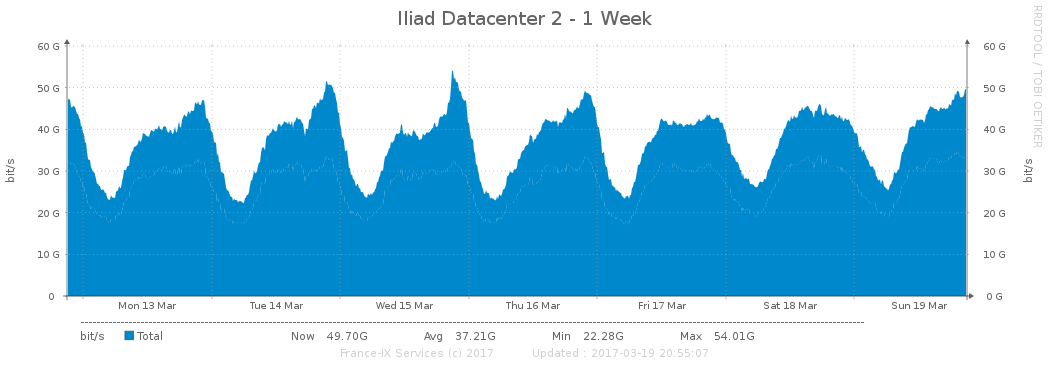 Iliad Datacenter 2 - 1 Week
RRDTOOL / TOBI OETIKER
60 G 60 G
50 G 50 G
40 G 40 G
30 G 30 G
20 G 20 G
10 G 10 G
0 0 G
bit/s
bit/s
Mon 13 Mar Tue 14 Mar Wed 15 Mar Thu 16 Mar Fri 17 Mar Sat 18 Mar Sun 19 Mar
bit/s Total Now 49.70G Avg 37.21G Min 22.28G Max 54.01G
France-IX Services (c) 2017 Updated : 2017-03-19 20:55:07